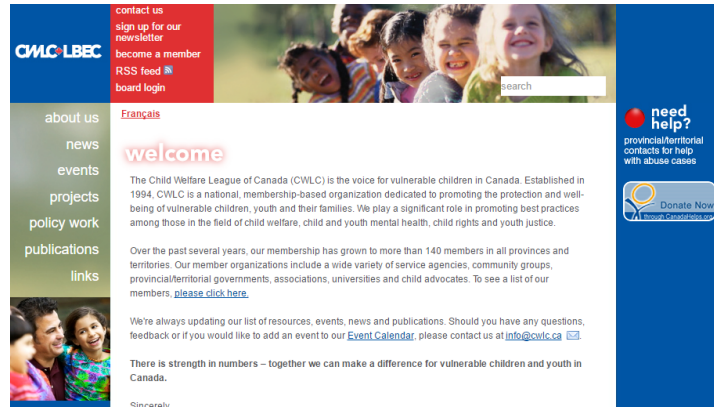 CWLC LBEC
contact us
sign up for our
newsletter
become a member
RSS feed
board login
search
about us
news
events
projects
policy work
publications
links
Français
welcome
The Child Welfare League of Canada (CWLC) is the voice for vulnerable children in Canada. Established in
1994, CWLC is a national, membership-based organization dedicated to promoting the protection and well-
being of vulnerable children, youth and their families. We play a significant role in promoting best practices
among those in the field of child welfare, child and youth mental health, child rights and youth justice.
Over the past several years, our membership has grown to more than 140 members in all provinces and
territories. Our member organizations include a wide variety of service agencies, community groups,
provincial/territorial governments, associations, universities and child advocates. To see a list of our
members, please click here.
We're always updating our list of resources, events, news and publications. Should you have any questions,
feedback or if you would like to add an event to our Event Calendar, please contact us at info@cwlc.ca .
There is strength in numbers – together we can make a difference for vulnerable children and youth in
Canada.
Sincerely
need
help?
provincial/territorial
contacts for help
with abuse cases
Donate Now
through CanadaHelps.org